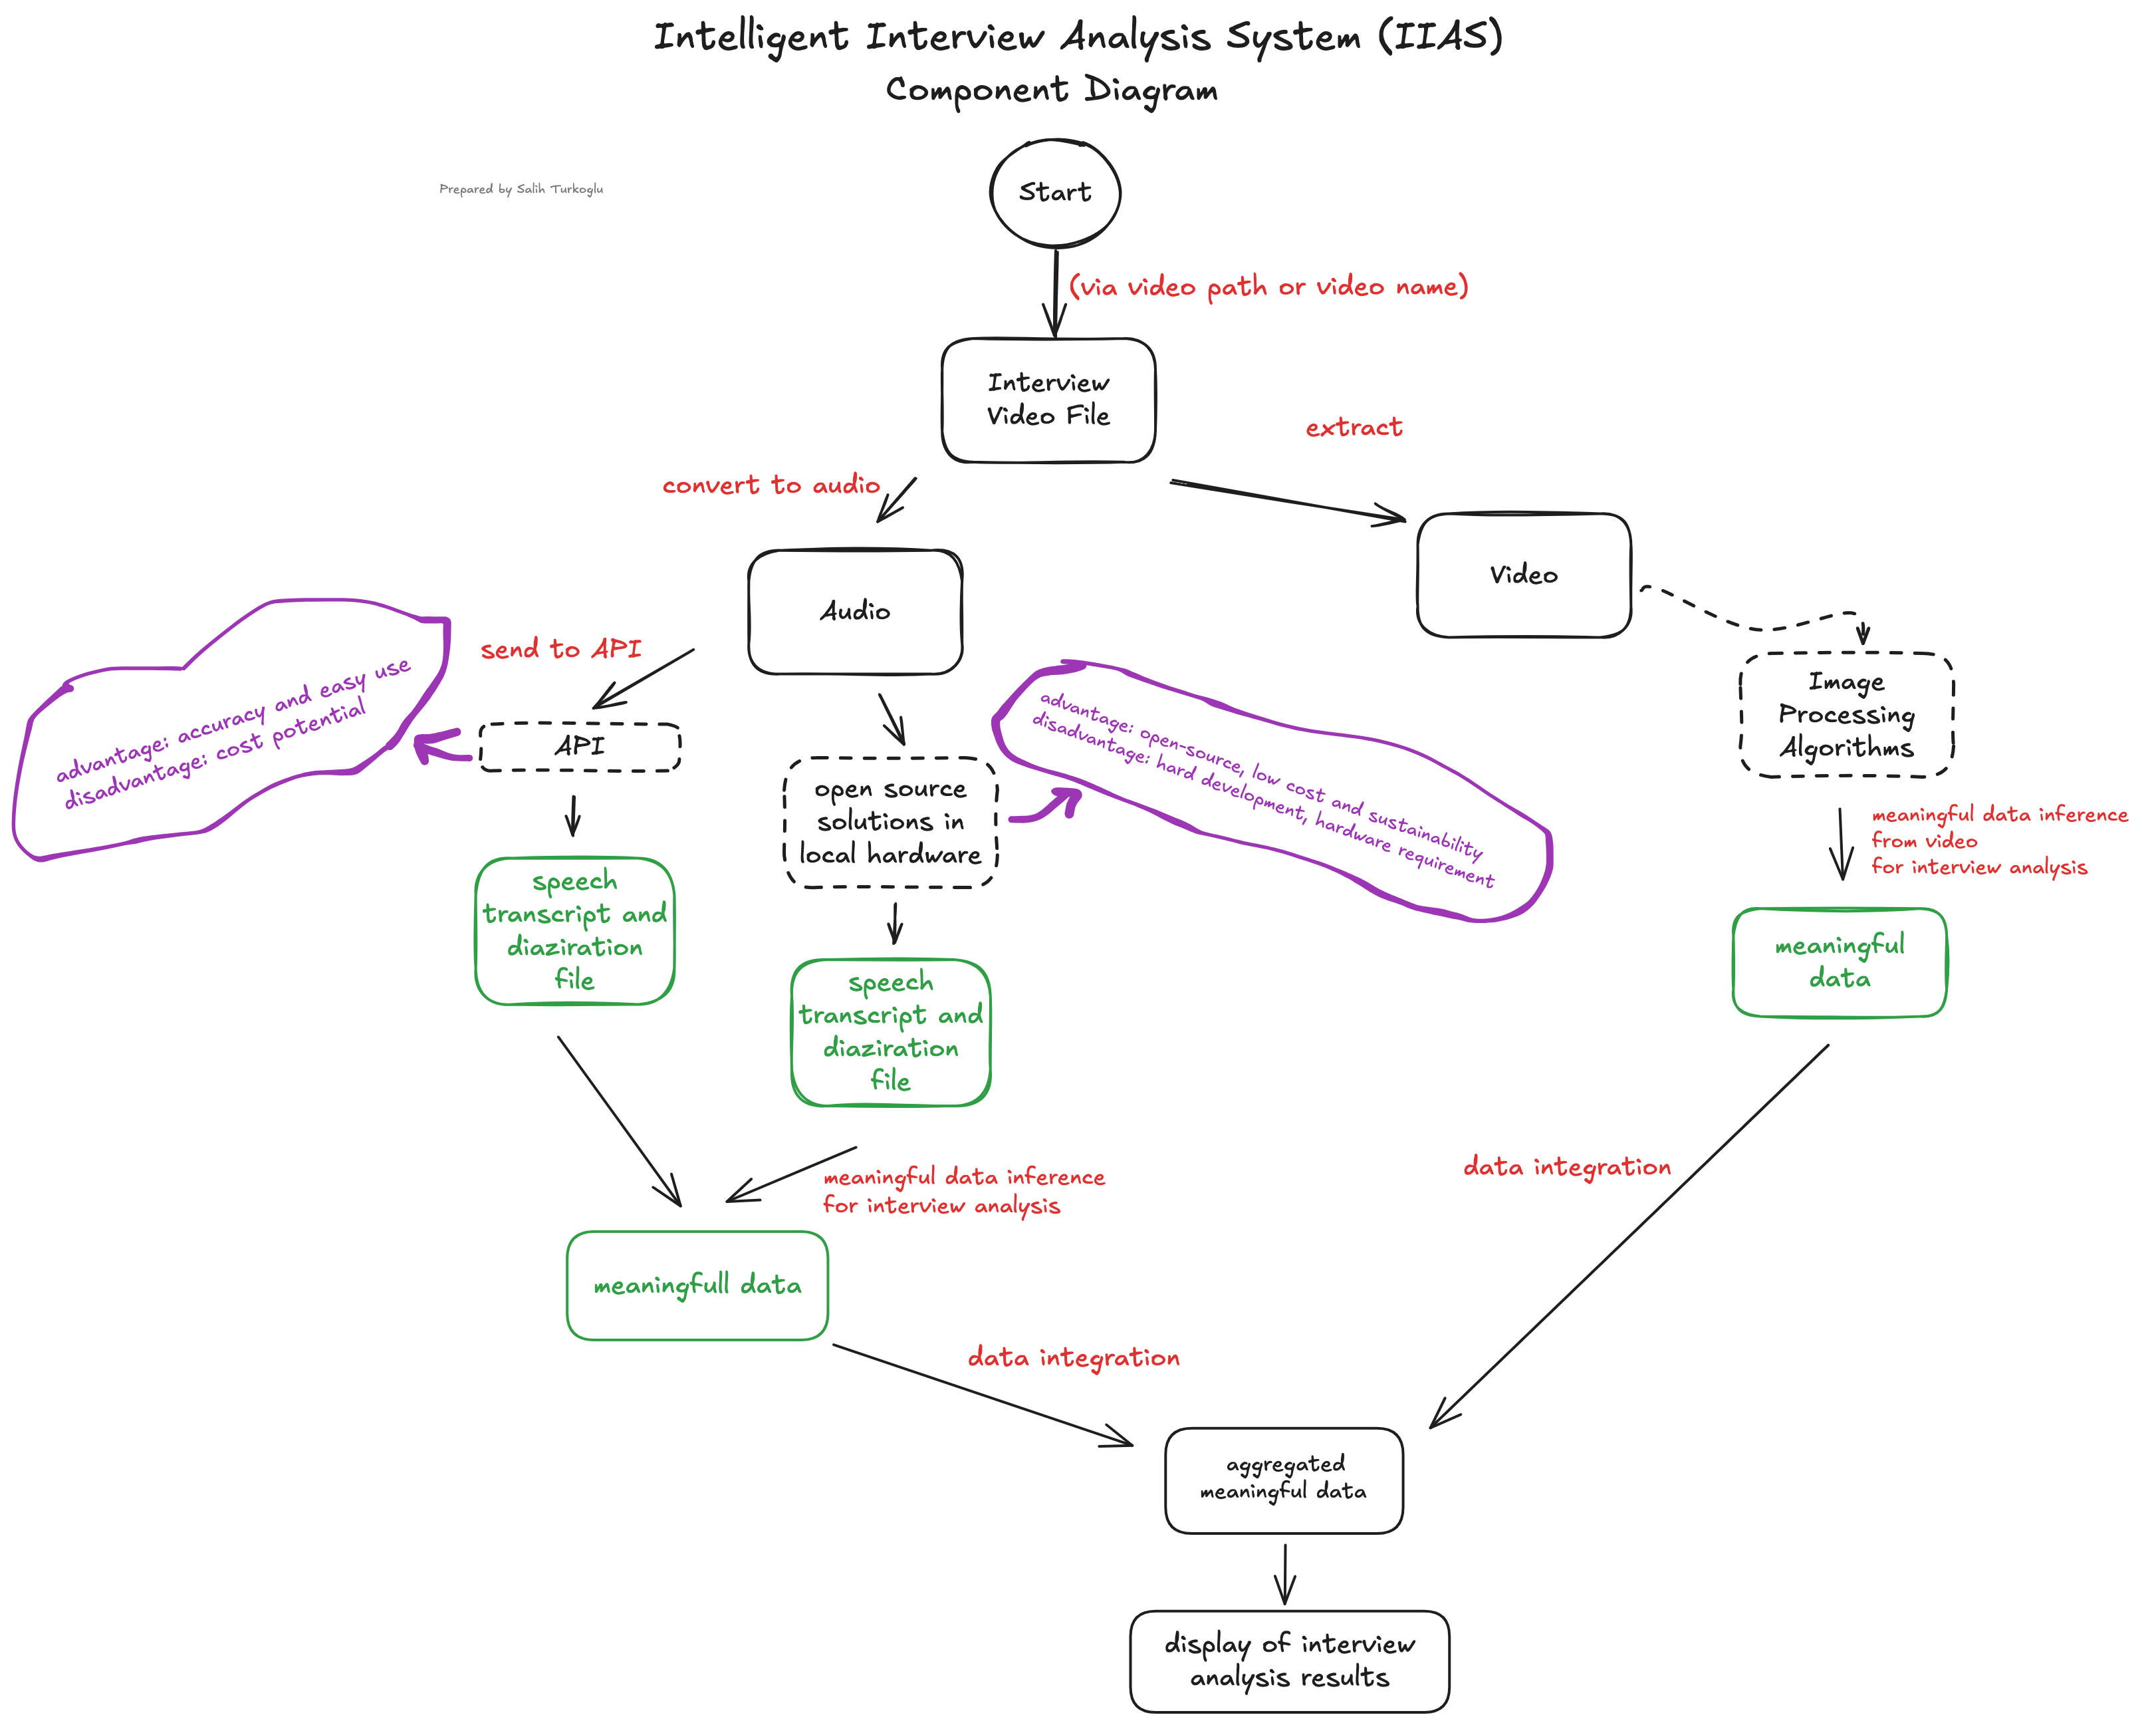 Intelligent Interview Analysis System (IIAS)
Component Diagram
Prepared by Salih Turkoglu
Start
(via video path or video name)
Interview
Video File
extract
convert to audio
Video
Audio
send to API
API
advantage: accuracy and easy use
disadvantage: cost potential
open source
solutions in
local hardware
advantage: open-source, low cost and sustainability
disadvantage: hard development, hardware requirement
Image
Processing
Algorithms
meaningful data inference
from video
for interview analysis
speech
transcript and
diaziration
file
speech
transcript and
diaziration
file
meaningful
data
meaningful data inference
for interview analysis
data integration
meaningfull data
data integration
aggregated
meaningful data
display of interview
analysis results